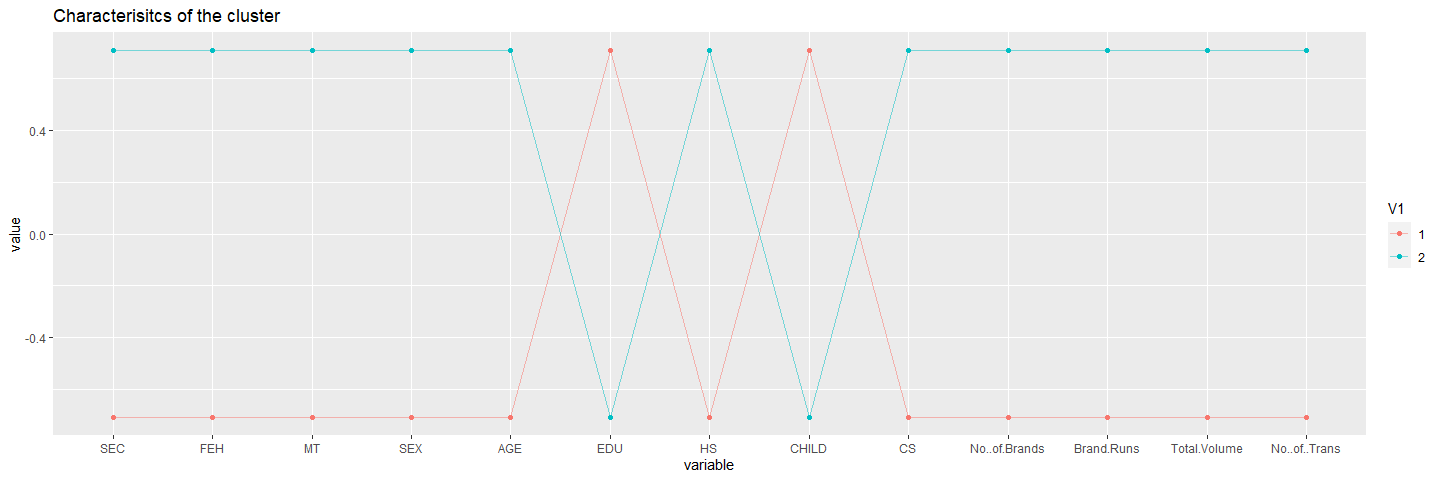 Characterisitcs of the cluster
value
0.4
0.0
-0.4
SEC FEH MT SEX AGE EDU HS CHILD CS No..of.Brands Brand.Runs Total.Volume No..of..Trans
variable
V1
1
2